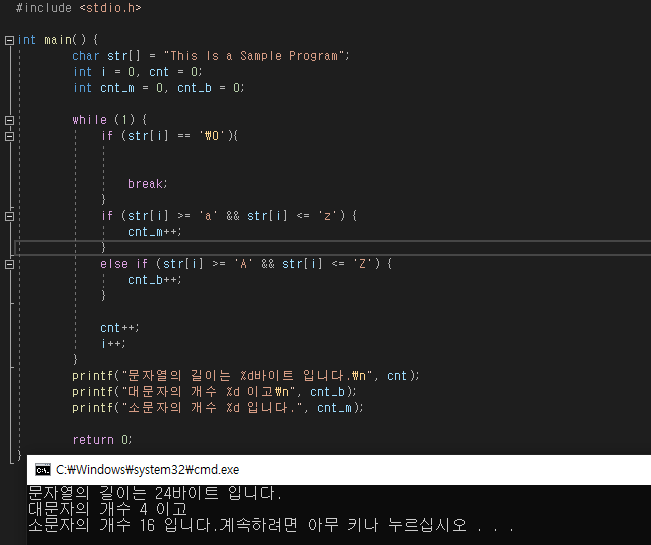 #include <stdio.h>
int main() {
char str[] = "This Is a Sample Program";
int i = 0, cnt = 0;
int cnt_m = 0, cnt_b = 0;
while (1) {
if (str[i] == '₩0'){
break;
}
if (str[i] >= 'a' && str[i] <= 'z') {
cnt_m++;
}
else if (str[i] >= 'A' && str[i] <= 'Z') {
cnt_b++;
}
cnt++;
i++;
}
printf("문자열의 길이는 %d바이트 입니다.₩n", cnt);
printf("대문자의 개수 %d 이고₩n", cnt_b);
printf("소문자의 개수 %d 입니다.", cnt_m);
return 0;
}
C:₩Windows₩system32₩cmd.exe
문자열의 길이는 24바이트 입니다.
대문자의 개수 4 이고
소문자의 개수 16 입니다.계속하려면 아무 키나 누르십시오 . . .